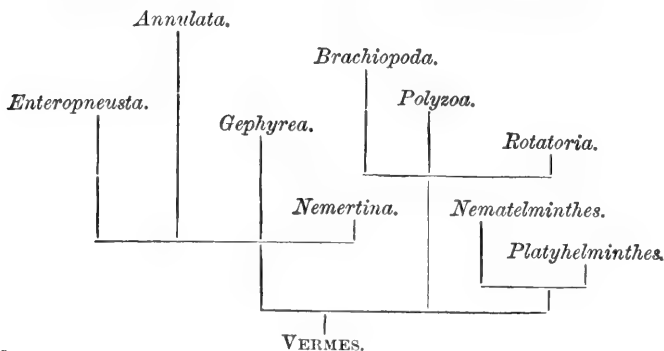 Annulata.
Brachiopoda.
Enteropneusta.
Polyzoa.
Gephyrea.
Rotatoria.
Nemertina.
Nematelminthes.
Platyhelminthes.
VERMES.